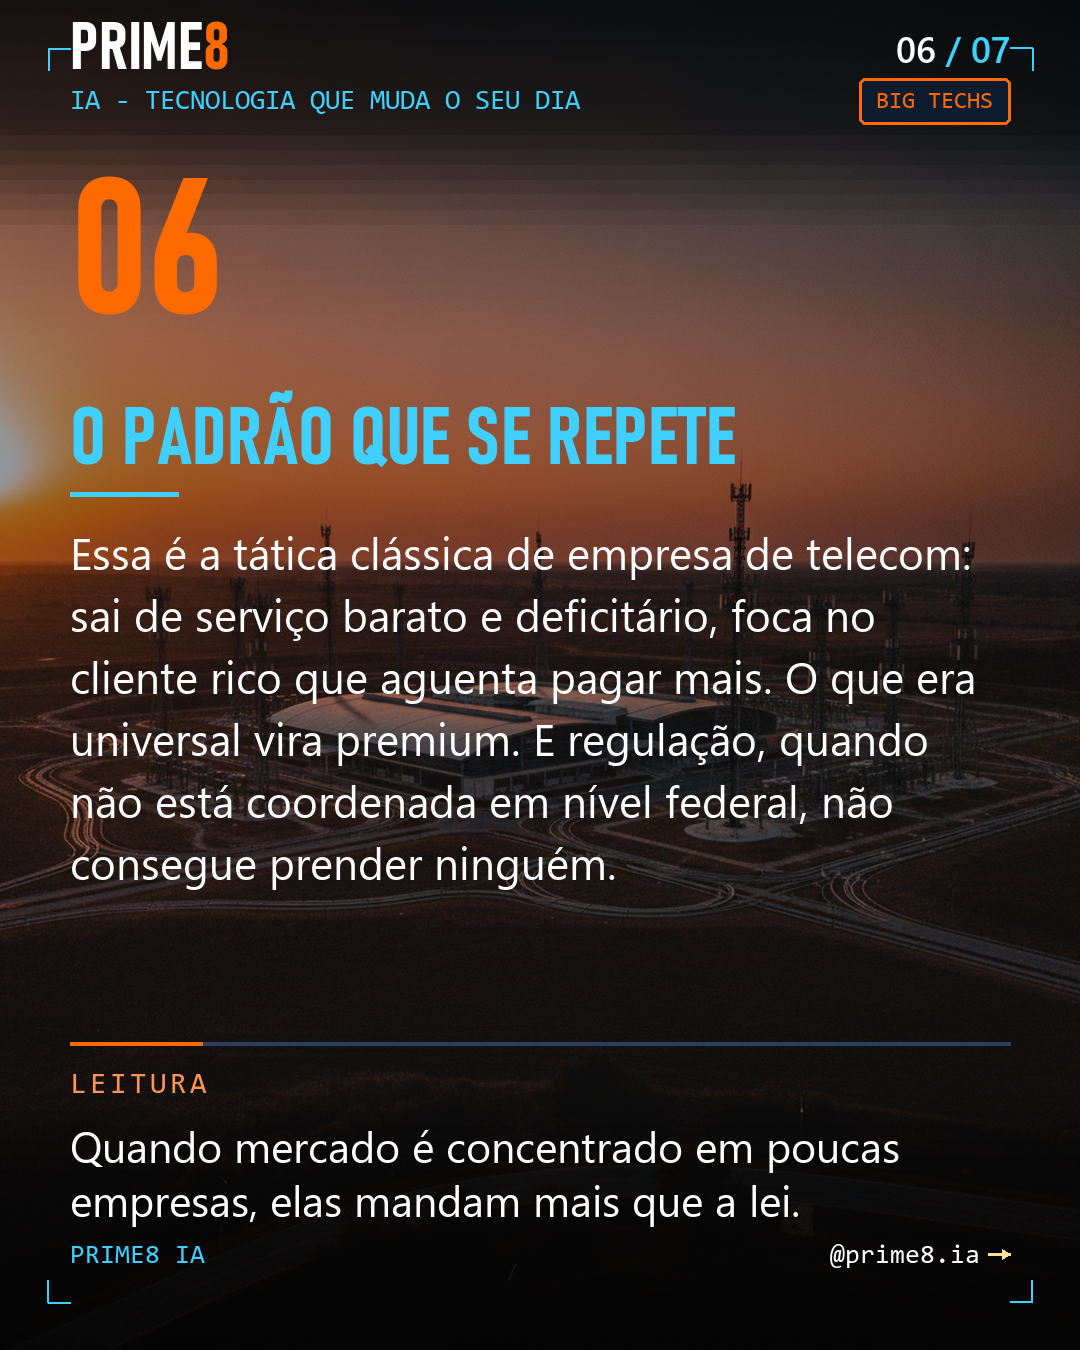 PRIME8
06 / 07
IA - TECNOLOGIA QUE MUDA O SEU DIA
BIG TECHS
06
O PADRÃO QUE SE REPETE
Essa é a tática clássica de empresa de telecom:
sai de serviço barato e deficitário, foca no
cliente rico que aguenta pagar mais. O que era
universal vira premium. E regulação, quando
não está coordenada em nível federal, não
consegue prender ninguém.
LEITURA
Quando mercado é concentrado em poucas
empresas, elas mandam mais que a lei.
PRIME8 IA
@prime8.ia